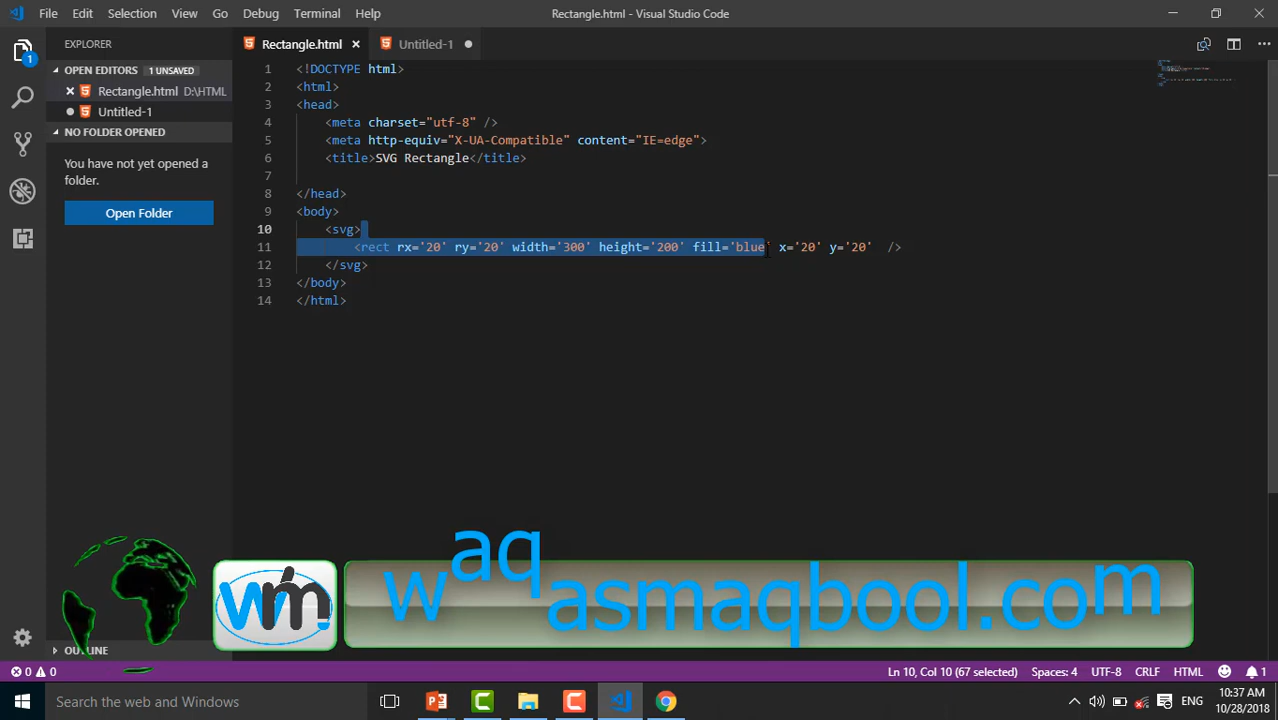 File Edit Selection View Go Debug Terminal Help
Rectangle.html - Visual Studio Code
EXPLORER
OPEN EDITORS 1 UNSAVED
Rectangle.html D:\HTML
Untitled-1
NO FOLDER OPENED
You have not yet opened a
folder.
Open Folder
OUTLINE
Rectangle.html
Untitled-1
1 <!DOCTYPE html>
2 <html>
3 <head>
4 <meta charset="utf-8" />
5 <meta http-equiv="X-UA-Compatible" content="IE=edge">
6 <title>SVG Rectangle</title>
7
8 </head>
9 <body>
10 <svg>
11 <rect rx='20' ry='20' width='300' height='200' fill='blue' x='20' y='20' />
12 </svg>
13 </body>
14 </html>
wm
waqasmaqbool.com
0 0
Ln 10, Col 10 (67 selected) Spaces: 4 UTF-8 CRLF HTML 1
Search the web and Windows
ENG
10:37 AM
10/28/2018